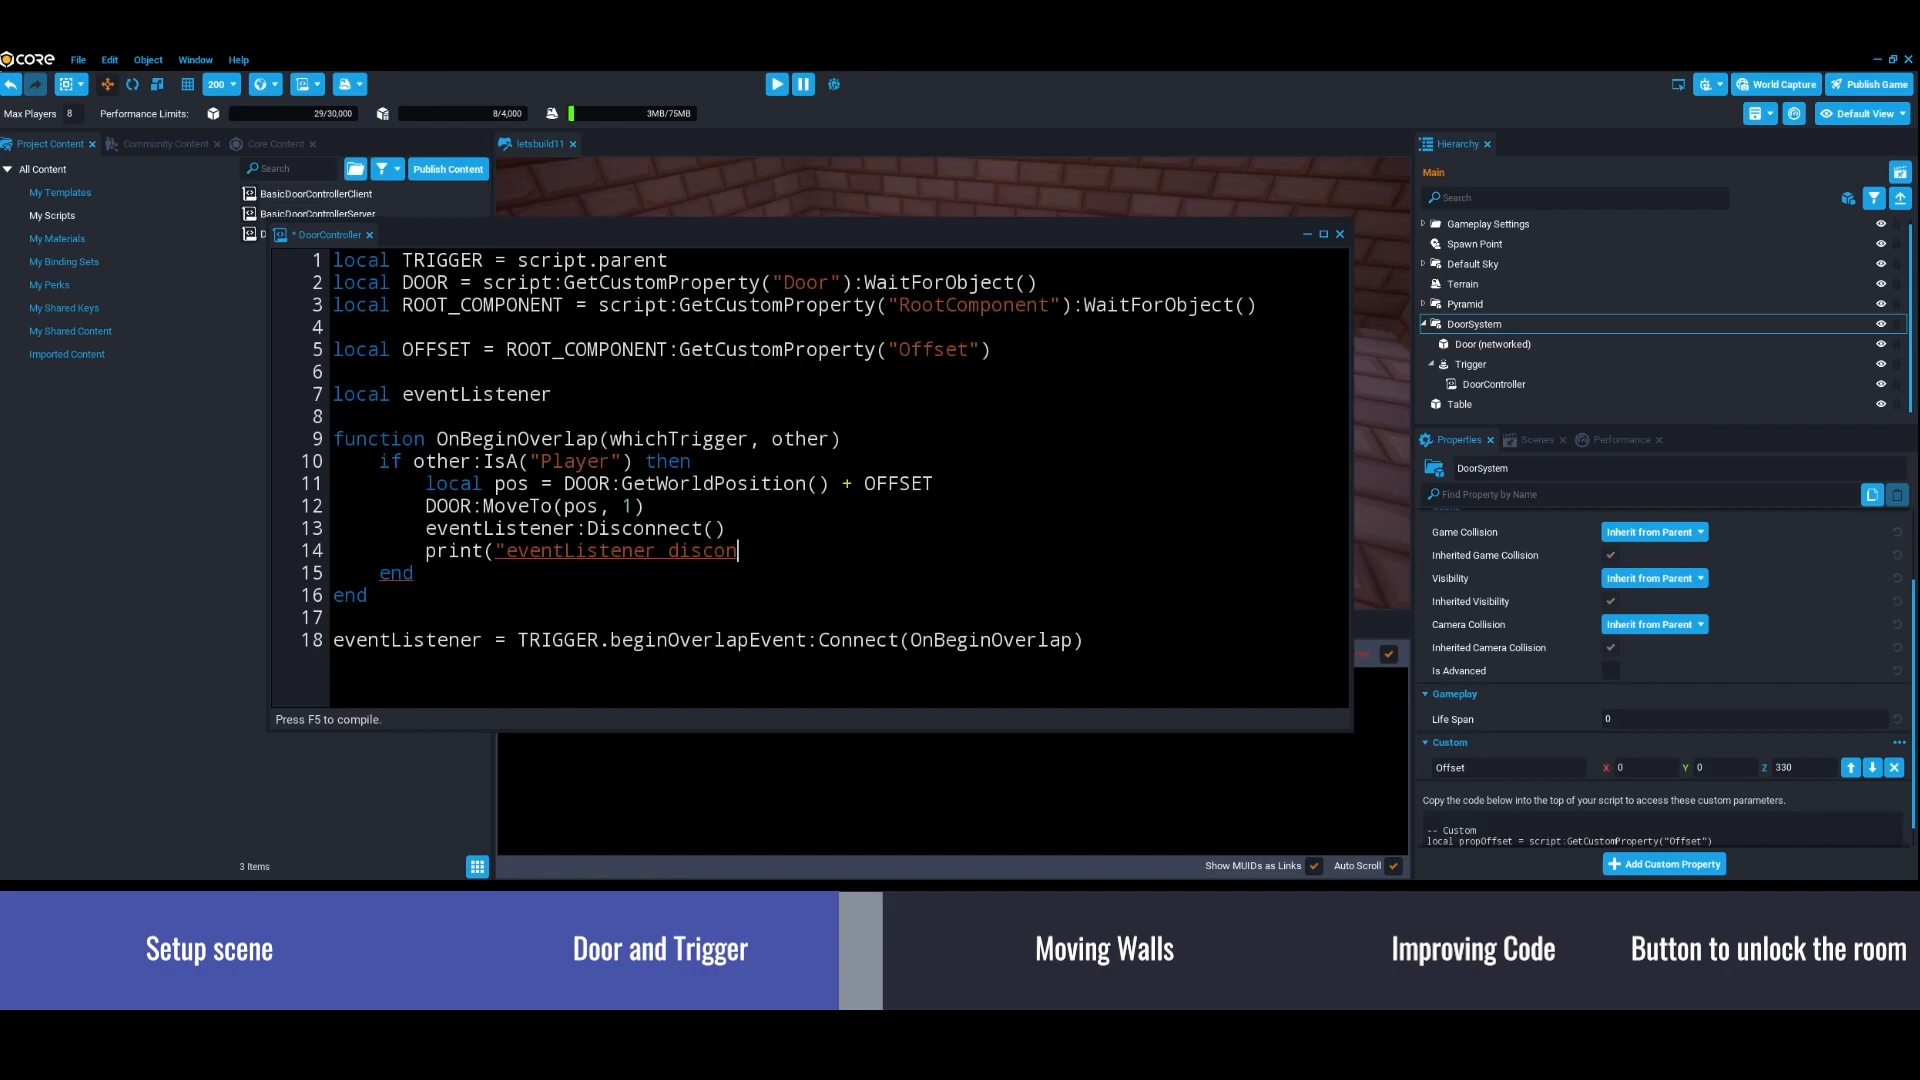 CORE File Edit Object Window Help
200 World Capture Publish Game
Max Players 8 Performance Limits: 29/30,000 8/4,000 3MB/75MB Default View
Project Content Community Content Core Content letsbuild11 Hierarchy
All Content Search Publish Content Main
My Templates BasicDoorControllerClient Search
My Scripts BasicDoorControllerServer Gameplay Settings
My Materials D * DoorController Spawn Point
My Binding Sets Default Sky
My Perks Terrain
My Shared Keys Pyramid
My Shared Content DoorSystem
Imported Content Door (networked)
Trigger
DoorController
Table
1 local TRIGGER = script.parent
2 local DOOR = script:GetCustomProperty("Door"):WaitForObject()
3 local ROOT_COMPONENT = script:GetCustomProperty("RootComponent"):WaitForObject()
4
5 local OFFSET = ROOT_COMPONENT:GetCustomProperty("Offset")
6
7 local eventListener
8
9 function OnBeginOverlap(whichTrigger, other)
10 if other:IsA("Player") then
11 local pos = DOOR:GetWorldPosition() + OFFSET
12 DOOR:MoveTo(pos, 1)
13 eventListener:Disconnect()
14 print("eventListener discon
15 end
16 end
17
18 eventListener = TRIGGER.beginOverlapEvent:Connect(OnBeginOverlap)
Press F5 to compile.
Properties Scenes Performance
DoorSystem
Find Property by Name
Game Collision Inherit from Parent
Inherited Game Collision
Visibility Inherit from Parent
Inherited Visibility
Camera Collision Inherit from Parent
Inherited Camera Collision
Is Advanced
Gameplay
Life Span 0
Custom
Offset X 0 Y 0 Z 330
Copy the code below into the top of your script to access these custom parameters.
-- Custom
local propOffset = script:GetCustomProperty("Offset")
Add Custom Property
3 Items Show MUIDs as Links Auto Scroll
Setup scene Door and Trigger Moving Walls Improving Code Button to unlock the room